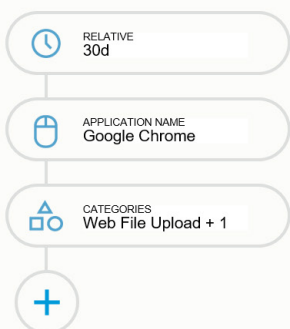 RELATIVE
30d
APPLICATION NAME
Google Chrome
CATEGORIES
Web File Upload + 1